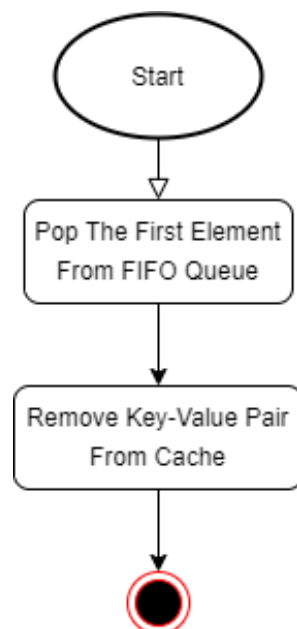 Start
Pop The First Element
From FIFO Queue
Remove Key-Value Pair
From Cache